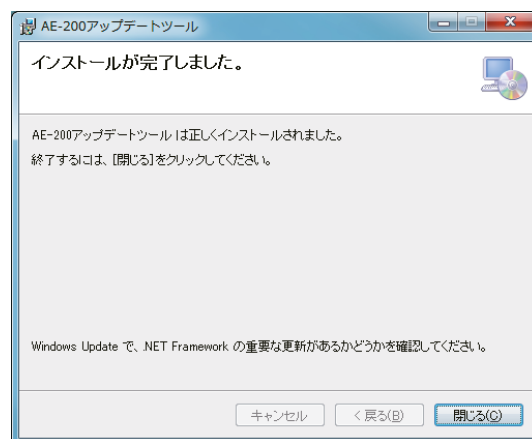 AE-200アップデートツール
インストールが完了しました。
AE-200アップデートツール は正しくインストールされました。
終了するには、[閉じる]をクリックしてください。
Windows Update で、.NET Framework の重要な更新があるかどうかを確認してください。
キャンセル
< 戻る(B)
閉じる(C)